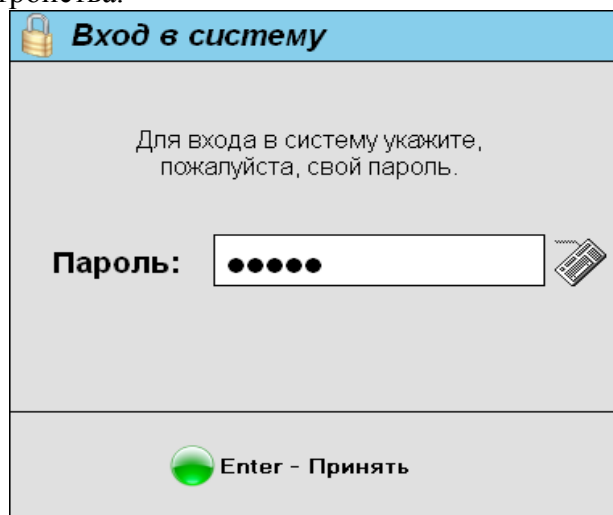 Вход в систему
Для входа в систему укажите,
пожалуйста, свой пароль.
Пароль: ●●●●●
Enter - Принять